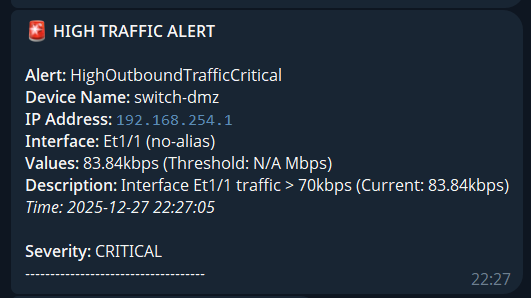 🚨 HIGH TRAFFIC ALERT
Alert: HighOutboundTrafficCritical
Device Name: switch-dmz
IP Address: 192.168.254.1
Interface: Et1/1 (no-alias)
Values: 83.84kbps (Threshold: N/A Mbps)
Description: Interface Et1/1 traffic > 70kbps (Current: 83.84kbps)
Time: 2025-12-27 22:27:05
Severity: CRITICAL
------------------------------------
22:27